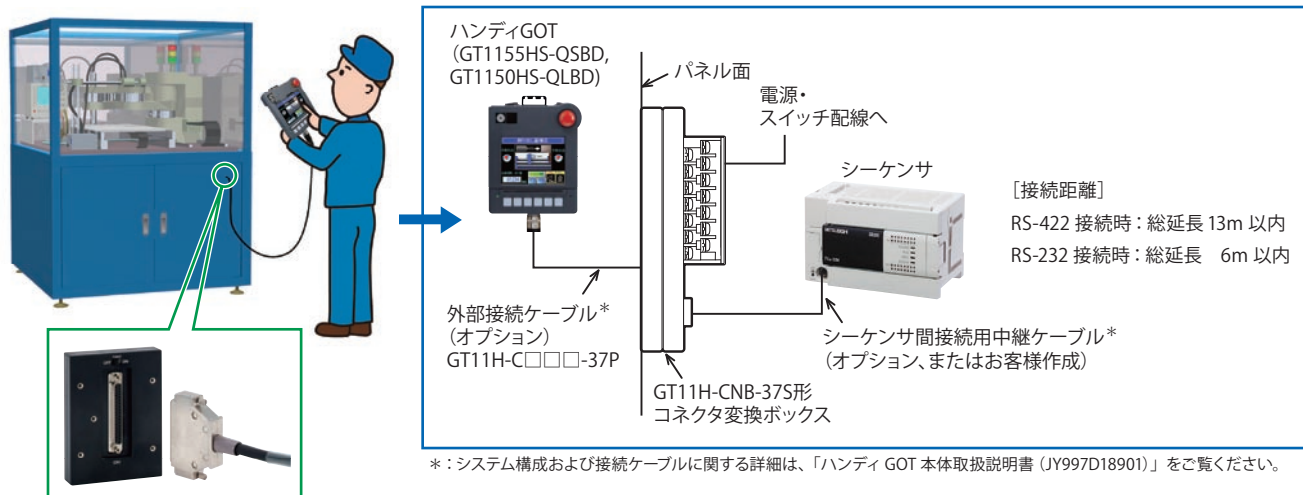 ハンディGOT
（GT1155HS-QSBD,
GT1150HS-QLBD）
パネル面
電源・
スイッチ配線へ
シーケンサ
［接続距離］
RS-422 接続時：総延長 13m 以内
RS-232 接続時：総延長　6m 以内
外部接続ケーブル＊
（オプション）
GT11H-C□□□-37P
シーケンサ間接続用中継ケーブル＊
（オプション、またはお客様作成）
GT11H-CNB-37S形
コネクタ変換ボックス
＊：システム構成および接続ケーブルに関する詳細は、「ハンディ GOT 本体取扱説明書（JY997D18901）」をご覧ください。